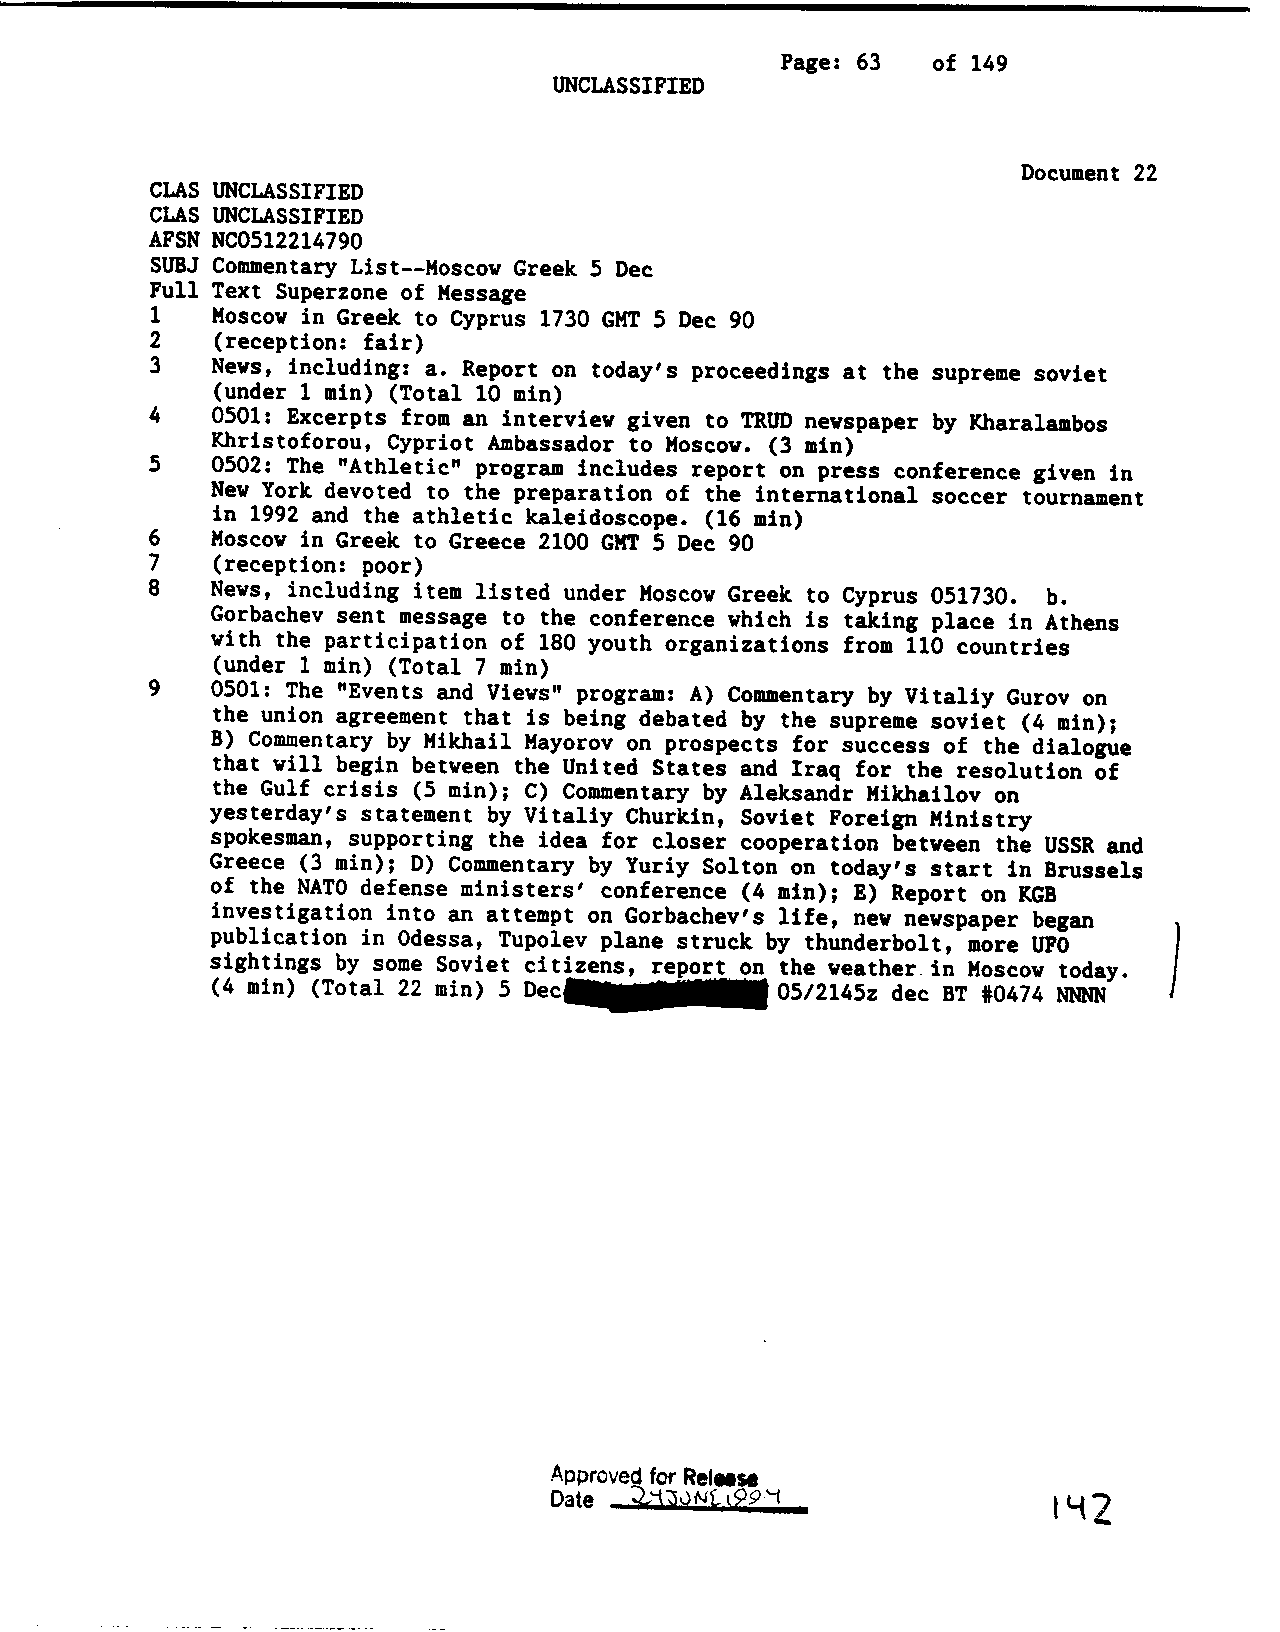 Page: 63 of 149
UNCLASSIFIED
Document 22
CLAS UNCLASSIFIED
CLAS UNCLASSIFIED
AFSN NC0512214790
SUBJ Commentary List--Moscow Greek 5 Dec
Full Text Superzone of Message
1 Moscow in Greek to Cyprus 1730 GMT 5 Dec 90
2 (reception: fair)
3 News, including: a. Report on today's proceedings at the supreme soviet
(under 1 min) (Total 10 min)
4 0501: Excerpts from an interview given to TRUD newspaper by Kharalambos
Khristoforou, Cypriot Ambassador to Moscow. (3 min)
5 0502: The "Athletic" program includes report on press conference given in
New York devoted to the preparation of the international soccer tournament
in 1992 and the athletic kaleidoscope. (16 min)
6 Moscow in Greek to Greece 2100 GMT 5 Dec 90
7 (reception: poor)
8 News, including item listed under Moscow Greek to Cyprus 051730. b.
Gorbachev sent message to the conference which is taking place in Athens
with the participation of 180 youth organizations from 110 countries
(under 1 min) (Total 7 min)
9 0501: The "Events and Views" program: A) Commentary by Vitaliy Gurov on
the union agreement that is being debated by the supreme soviet (4 min);
B) Commentary by Mikhail Mayorov on prospects for success of the dialogue
that will begin between the United States and Iraq for the resolution of
the Gulf crisis (5 min); C) Commentary by Aleksandr Mikhailov on
yesterday's statement by Vitaliy Churkin, Soviet Foreign Ministry
spokesman, supporting the idea for closer cooperation between the USSR and
Greece (3 min); D) Commentary by Yuriy Solton on today's start in Brussels
of the NATO defense ministers' conference (4 min); E) Report on KGB
investigation into an attempt on Gorbachev's life, new newspaper began
publication in Odessa, Tupolev plane struck by thunderbolt, more UFO
sightings by some Soviet citizens, report on the weather in Moscow today.
(4 min) (Total 22 min) 5 Dec 05/2145z dec BT #0474 NNNN
Approved for Release
Date 24 JUNE 1994
142